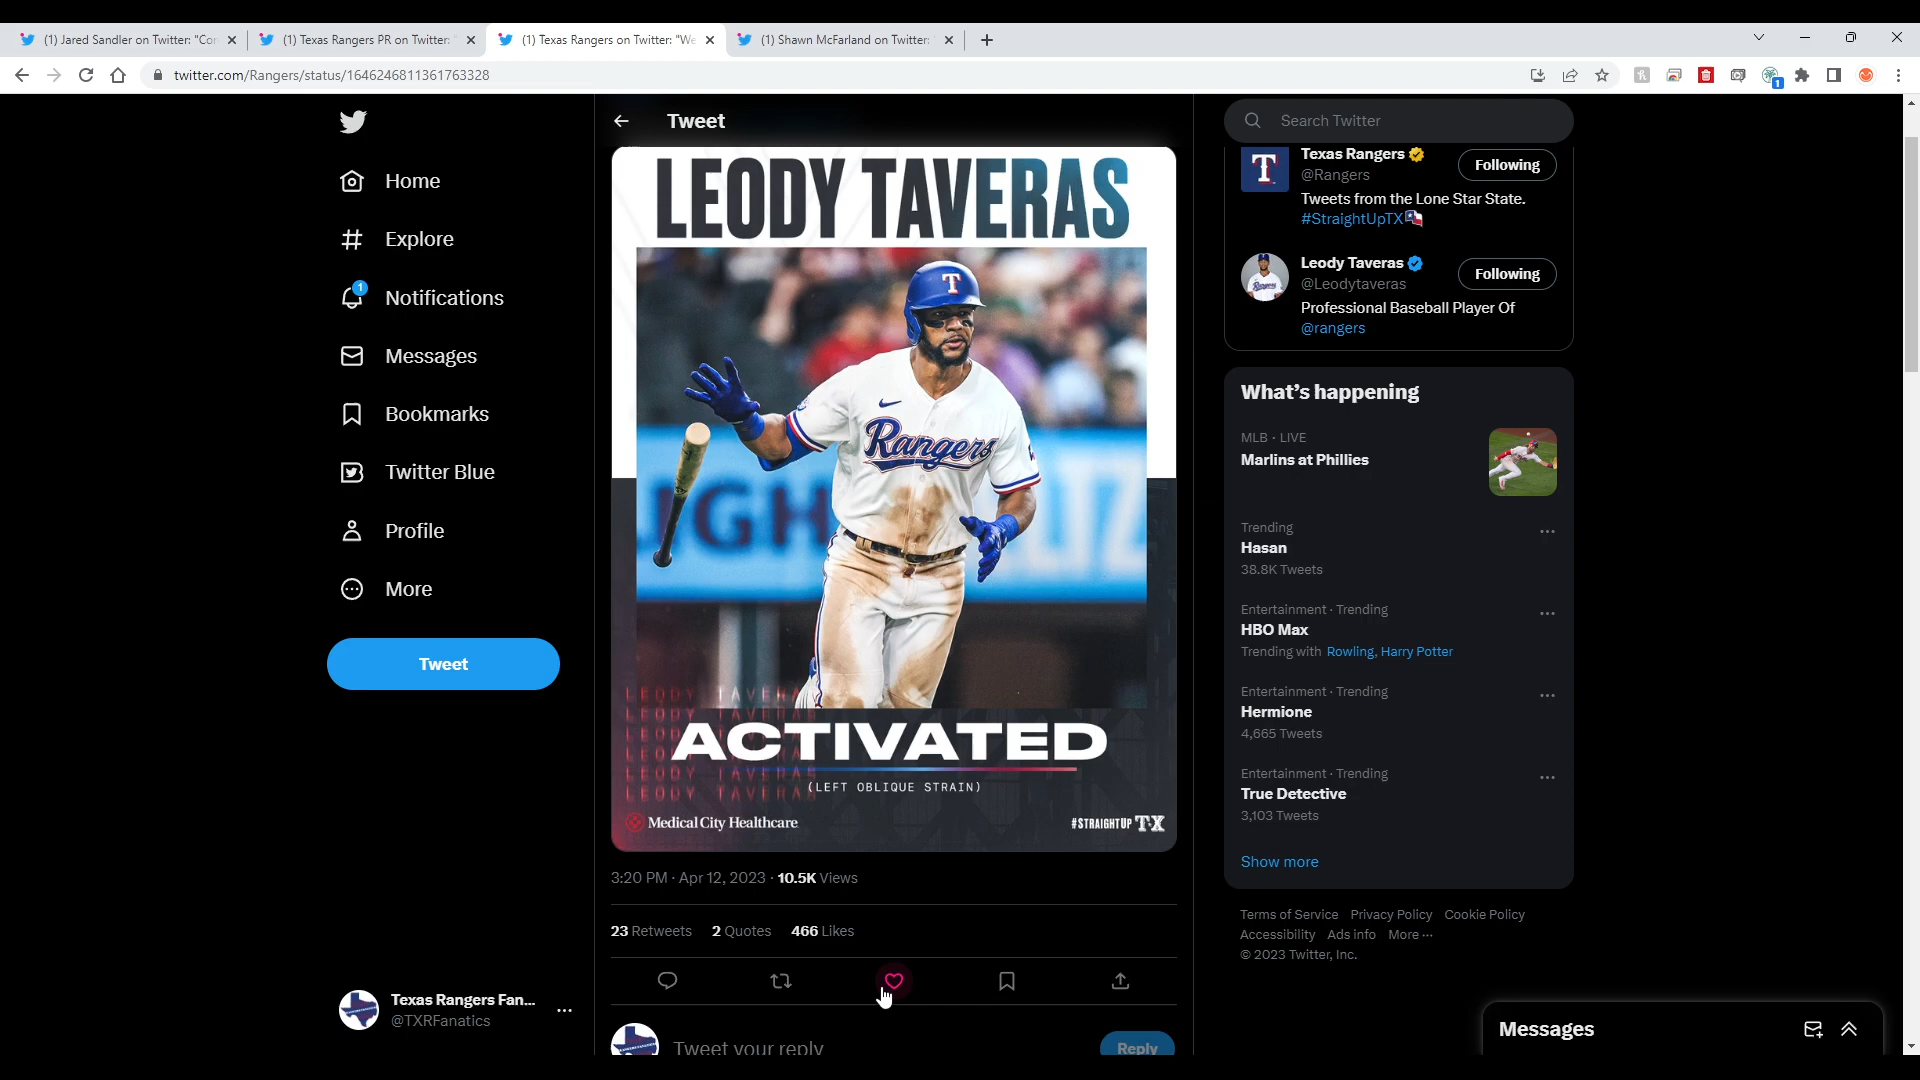 (1) Jared Sandler on Twitter: "Con
(1) Texas Rangers PR on Twitter: "
(1) Texas Rangers on Twitter: "We
(1) Shawn McFarland on Twitter:
twitter.com/Rangers/status/1646246811361763328
1
Home
Explore
1
Notifications
Messages
Bookmarks
Twitter Blue
Profile
More
Tweet
Texas Rangers Fan...
@TXRFanatics
Tweet
LEODY TAVERAS
T
Rangers
ACTIVATED
(LEFT OBLIQUE STRAIN)
Medical City Healthcare
#STRAIGHTUP TX
3:20 PM · Apr 12, 2023 · 10.5K Views
23 Retweets 2 Quotes 466 Likes
Tweet your reply
Reply
Search Twitter
T
Texas Rangers
@Rangers
Following
Tweets from the Lone Star State.
#StraightUpTX
Leody Taveras
@Leodytaveras
Following
Professional Baseball Player Of
@rangers
What's happening
MLB · LIVE
Marlins at Phillies
Trending
Hasan
38.8K Tweets
Entertainment · Trending
HBO Max
Trending with Rowling, Harry Potter
Entertainment · Trending
Hermione
4,665 Tweets
Entertainment · Trending
True Detective
3,103 Tweets
Show more
Terms of Service Privacy Policy Cookie Policy
Accessibility Ads info More ...
© 2023 Twitter, Inc.
Messages